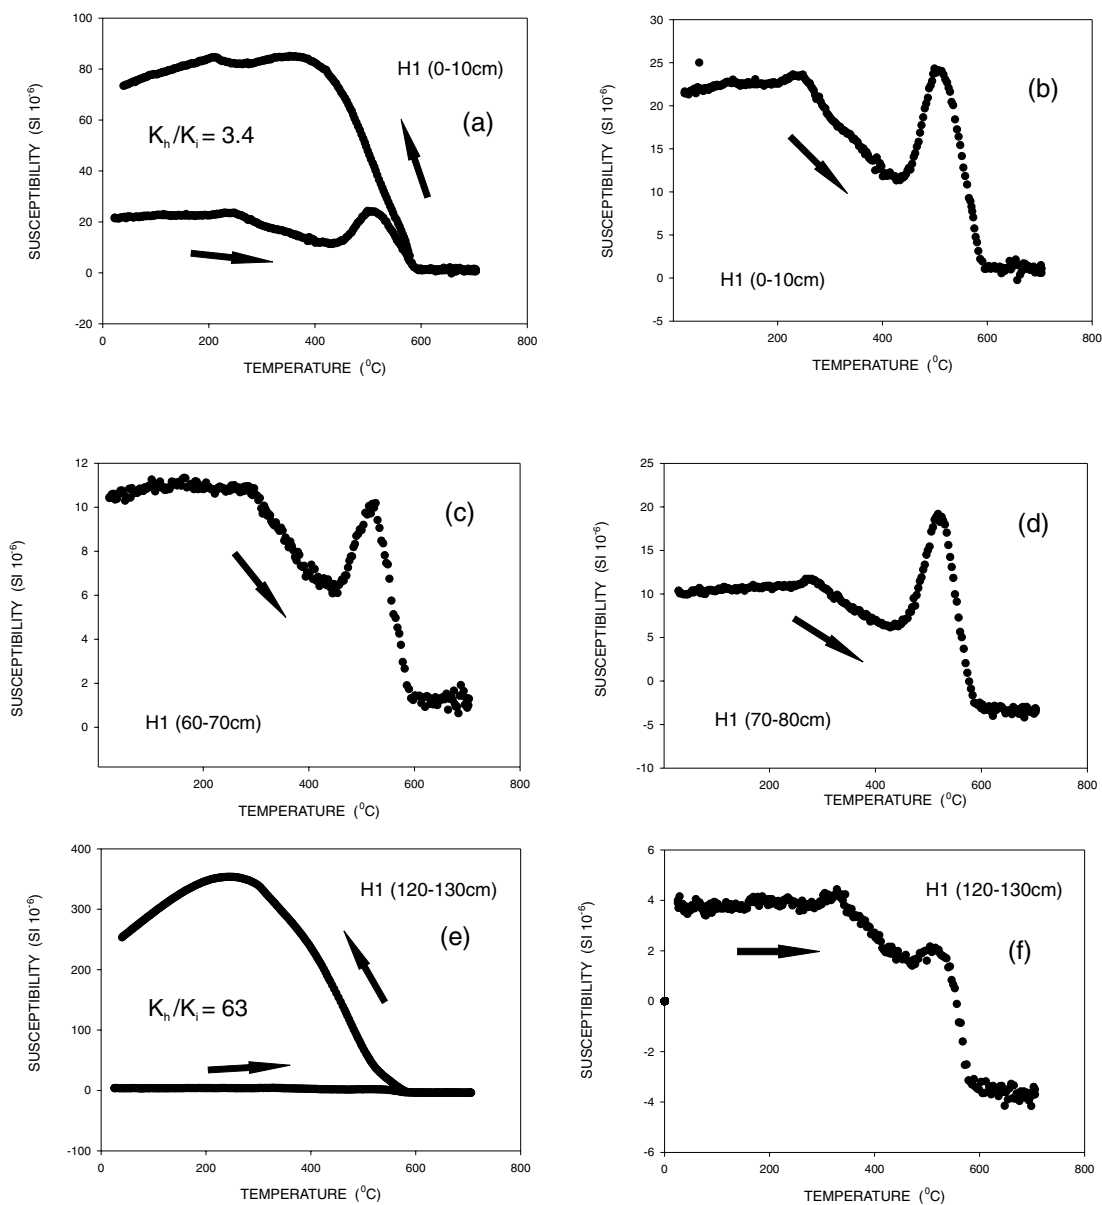 100
80
60
40
20
0
-20
0
200
400
600
800
SUSCEPTIBILITY (SI 10⁻⁶)
TEMPERATURE (⁰C)
H1 (0-10cm)
(a)
Kₕ/Kᵢ = 3.4
30
25
20
15
10
5
0
-5
200
400
600
800
SUSCEPTIBILITY (SI 10⁻⁶)
TEMPERATURE (⁰C)
(b)
H1 (0-10cm)
12
10
8
6
4
2
0
200
400
600
800
SUSCEPTIBILITY (SI 10⁻⁶)
TEMPERATURE (⁰C)
(c)
H1 (60-70cm)
25
20
15
10
5
0
-5
-10
200
400
600
800
SUSCEPTIBILITY (SI 10⁻⁶)
TEMPERATURE (⁰C)
(d)
H1 (70-80cm)
400
300
200
100
0
-100
0
200
400
600
800
SUSCEPTIBILITY (SI 10⁻⁶)
TEMPERATURE (⁰C)
H1 (120-130cm)
(e)
Kₕ/Kᵢ = 63
6
4
2
0
-2
-4
-6
0
200
400
600
800
SUSCEPTIBILITY (SI 10⁻⁶)
TEMPERATURE (⁰C)
H1 (120-130cm)
(f)